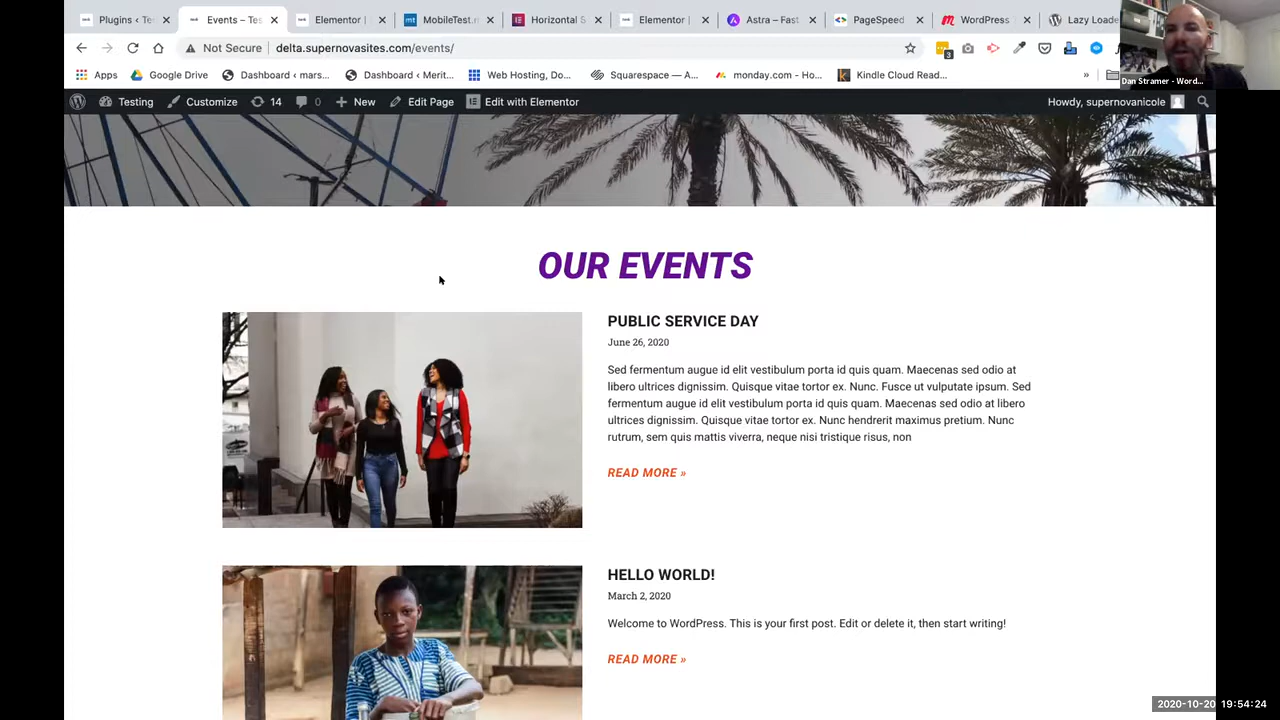 Plugins ‹ Te
Events – Tes
Elementor |
MobileTest.m
Horizontal S
Elementor |
Astra – Fast
PageSpeed
WordPress
Lazy Loade
Not Secure | delta.supernovasites.com/events/
3
Apps
Google Drive
Dashboard ‹ mars...
Dashboard ‹ Merit...
Web Hosting, Do...
Squarespace — A...
monday.com - Ho...
Kindle Cloud Read...
»
Dan Stramer - Word...
Testing
Customize
14
0
New
Edit Page
Edit with Elementor
Howdy, supernovanicole
OUR EVENTS
PUBLIC SERVICE DAY
June 26, 2020
Sed fermentum augue id elit vestibulum porta id quis quam. Maecenas sed odio at
libero ultrices dignissim. Quisque vitae tortor ex. Nunc. Fusce ut vulputate ipsum. Sed
fermentum augue id elit vestibulum porta id quis quam. Maecenas sed odio at libero
ultrices dignissim. Quisque vitae tortor ex. Nunc hendrerit maximus pretium. Nunc
rutrum, sem quis mattis viverra, neque nisi tristique risus, non
READ MORE »
HELLO WORLD!
March 2, 2020
Welcome to WordPress. This is your first post. Edit or delete it, then start writing!
READ MORE »
2020-10-20 19:54:24